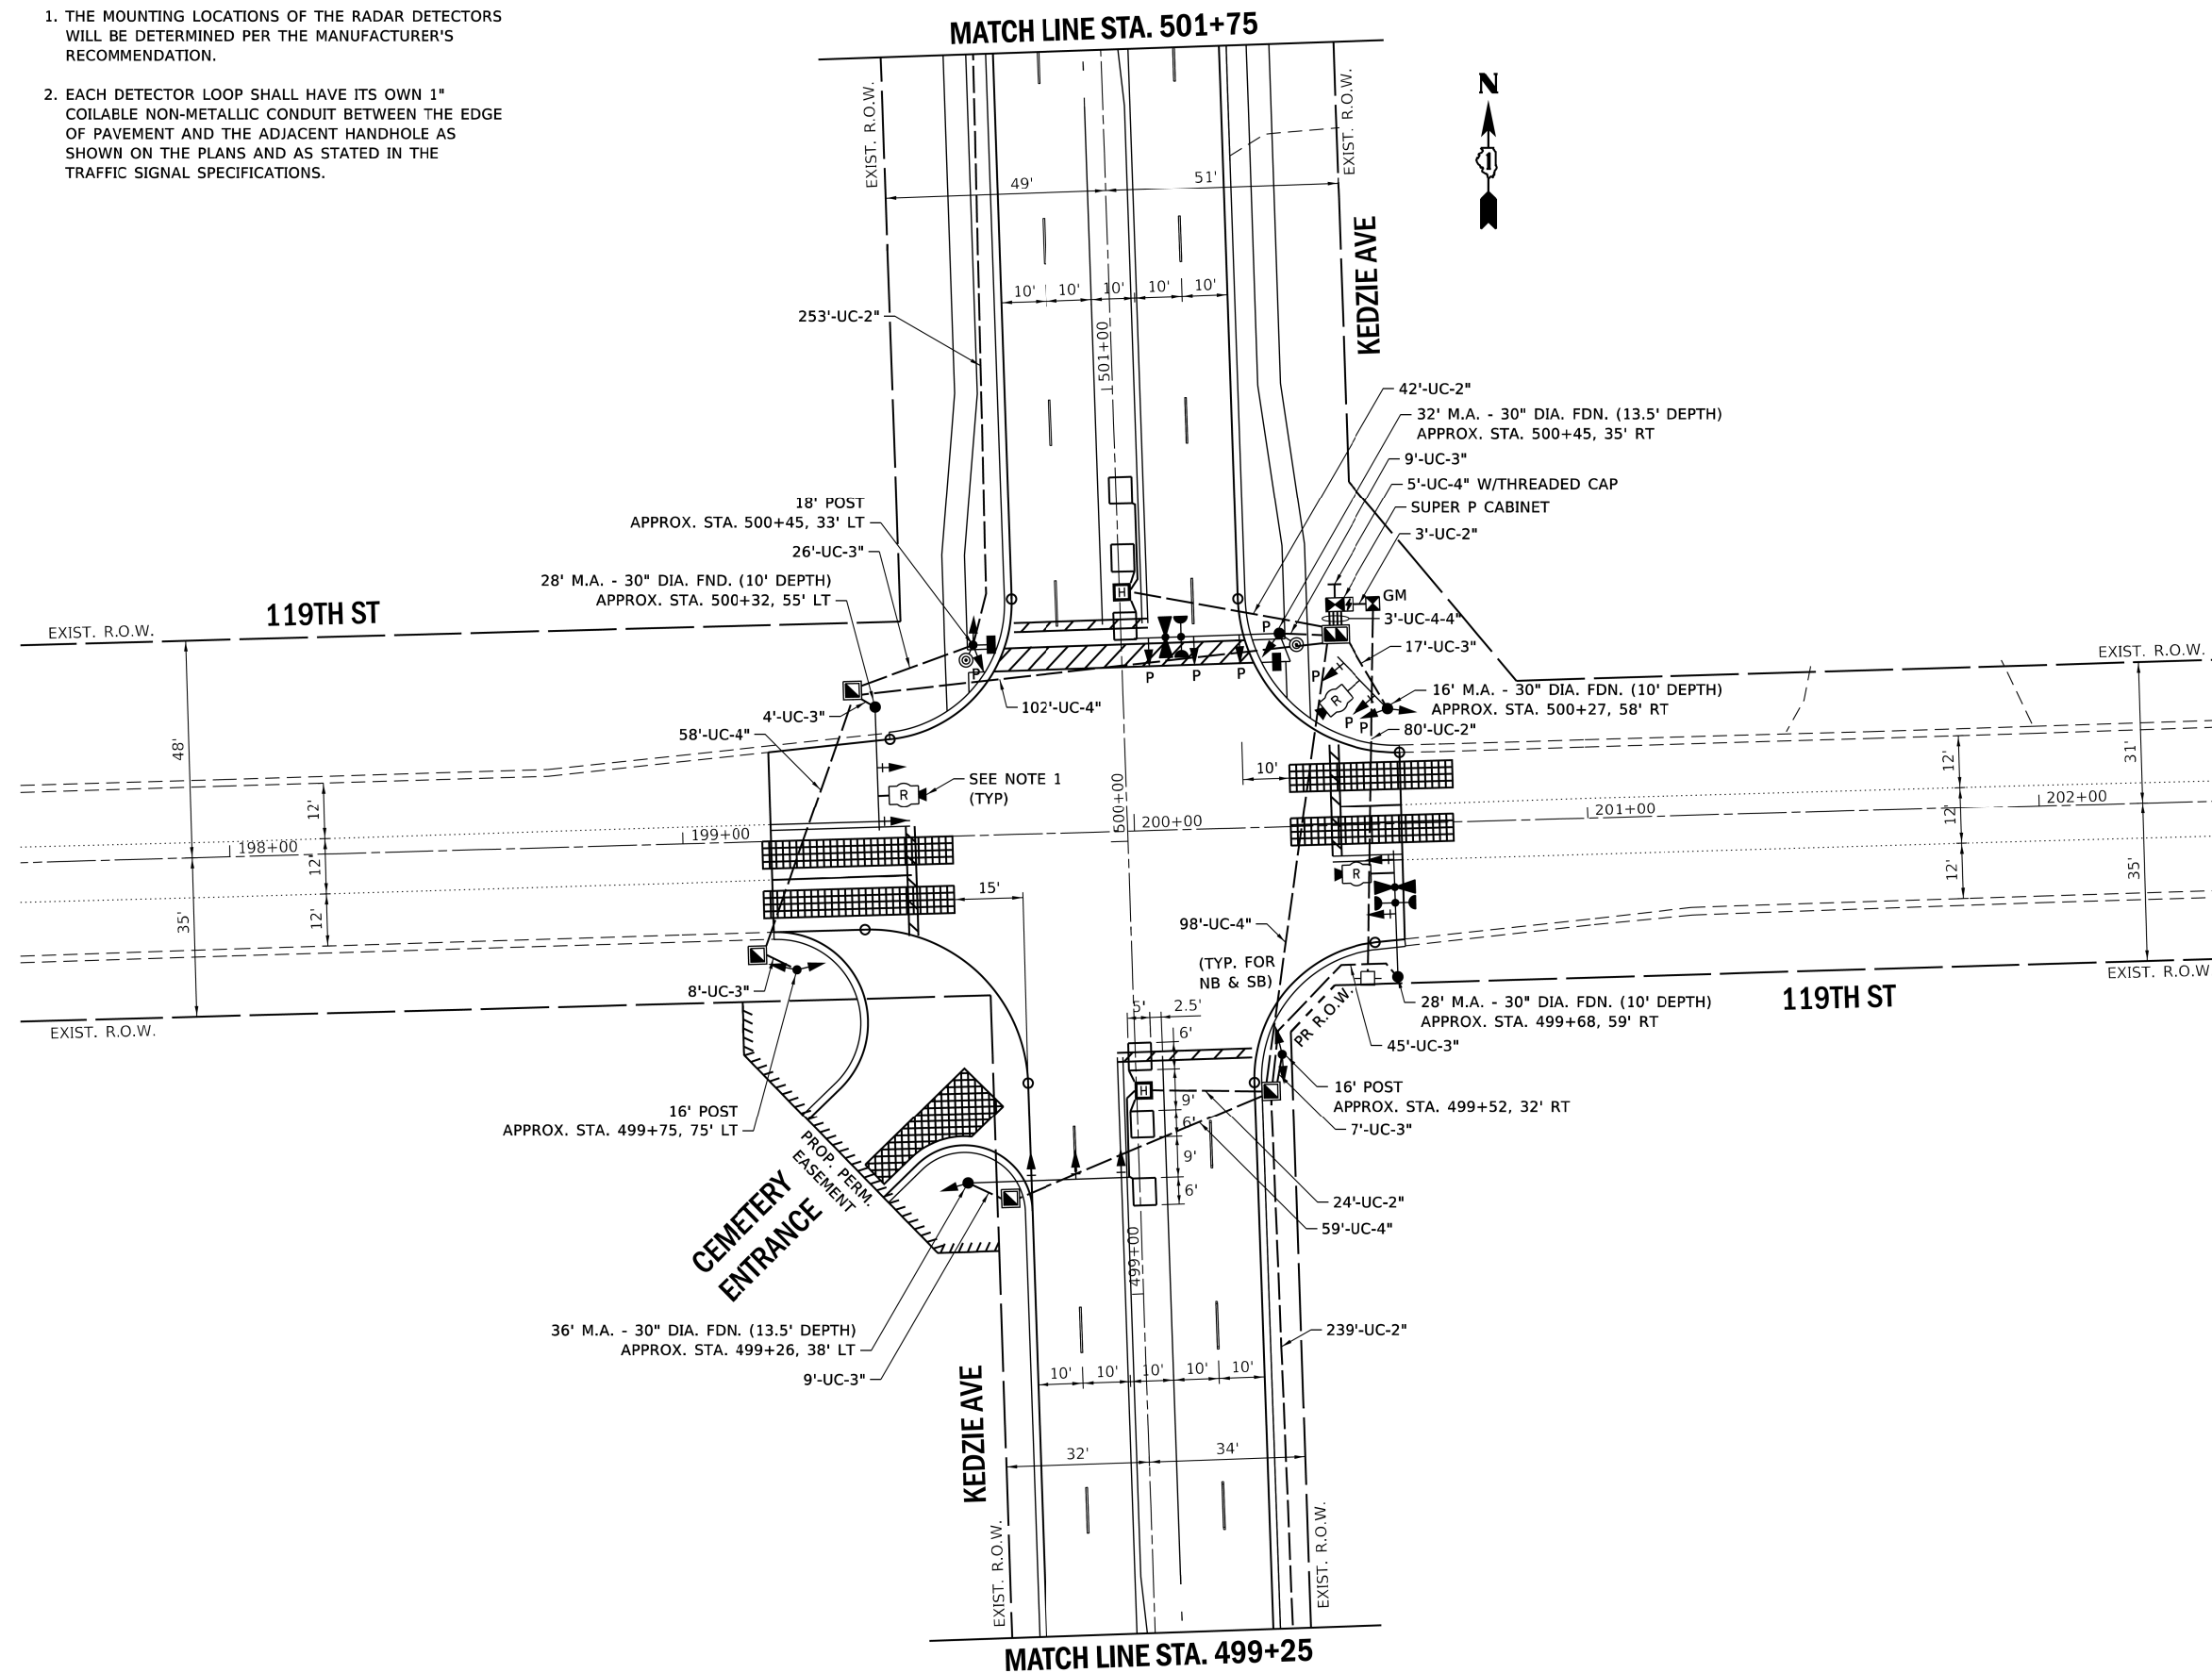 1. THE MOUNTING LOCATIONS OF THE RADAR DETECTORS
WILL BE DETERMINED PER THE MANUFACTURER'S
RECOMMENDATION.
2. EACH DETECTOR LOOP SHALL HAVE ITS OWN 1"
COILABLE NON-METALLIC CONDUIT BETWEEN THE EDGE
OF PAVEMENT AND THE ADJACENT HANDHOLE AS
SHOWN ON THE PLANS AND AS STATED IN THE
TRAFFIC SIGNAL SPECIFICATIONS.
MATCH LINE STA. 501+75
N
1
EXIST. R.O.W.
EXIST. R.O.W.
49'
51'
KEDZIE AVE
10'
10'
10'
10'
10'
253'-UC-2"
501+00
42'-UC-2"
32' M.A. - 30" DIA. FDN. (13.5' DEPTH)
APPROX. STA. 500+45, 35' RT
9'-UC-3"
5'-UC-4" W/THREADED CAP
SUPER P CABINET
3'-UC-2"
18' POST
APPROX. STA. 500+45, 33' LT
26'-UC-3"
28' M.A. - 30" DIA. FND. (10' DEPTH)
APPROX. STA. 500+32, 55' LT
H
GM
3'-UC-4-4"
17'-UC-3"
P
P
P
P
P
P
P
P
R
119TH ST
EXIST. R.O.W.
EXIST. R.O.W.
16' M.A. - 30" DIA. FDN. (10' DEPTH)
APPROX. STA. 500+27, 58' RT
80'-UC-2"
102'-UC-4"
4'-UC-3"
58'-UC-4"
48'
12'
12'
12'
35'
SEE NOTE 1
(TYP)
R
10'
500+00
198+00
199+00
200+00
201+00
202+00
12'
12'
12'
31'
35'
R
15'
98'-UC-4"
(TYP. FOR
NB & SB)
8'-UC-3"
EXIST. R.O.W.
EXIST. R.O.W
119TH ST
PR R.O.W.
28' M.A. - 30" DIA. FDN. (10' DEPTH)
APPROX. STA. 499+68, 59' RT
45'-UC-3"
5'
2.5'
6'
9'
6'
9'
6'
H
16' POST
APPROX. STA. 499+52, 32' RT
7'-UC-3"
16' POST
APPROX. STA. 499+75, 75' LT
PROP. PERM.
EASEMENT
CEMETERY
ENTRANCE
24'-UC-2"
59'-UC-4"
499+00
36' M.A. - 30" DIA. FDN. (13.5' DEPTH)
APPROX. STA. 499+26, 38' LT
9'-UC-3"
239'-UC-2"
10'
10'
10'
10'
10'
KEDZIE AVE
32'
34'
EXIST. R.O.W.
EXIST. R.O.W.
MATCH LINE STA. 499+25